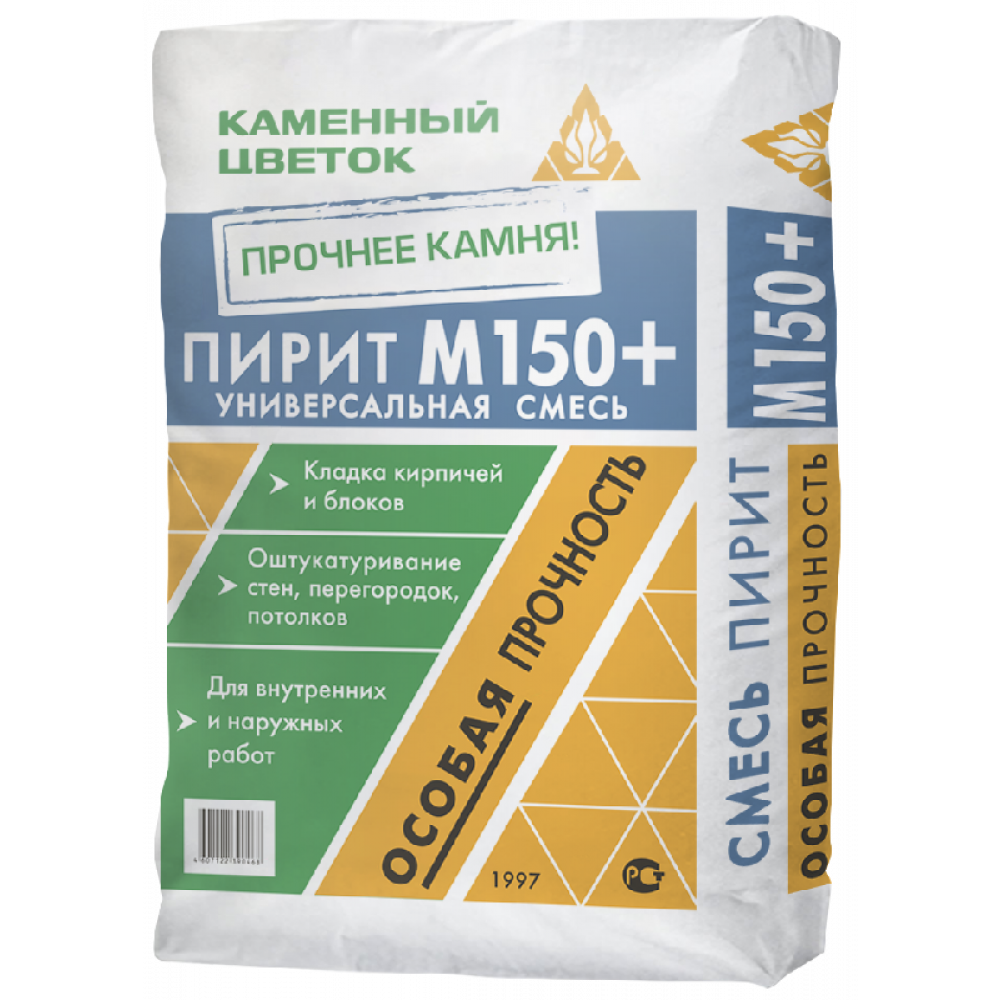 КАМЕННЫЙ
ЦВЕТОК
ПРОЧНЕЕ КАМНЯ!
ПИРИТ М150+
УНИВЕРСАЛЬНАЯ СМЕСЬ
Кладка кирпичей
и блоков
Оштукатуривание
стен, перегородок,
потолков
Для внутренних
и наружных
работ
ОСОБАЯ ПРОЧНОСТЬ
1997
РСТ
СМЕСЬ ПИРИТ М150+
ОСОБАЯ ПРОЧНОСТЬ